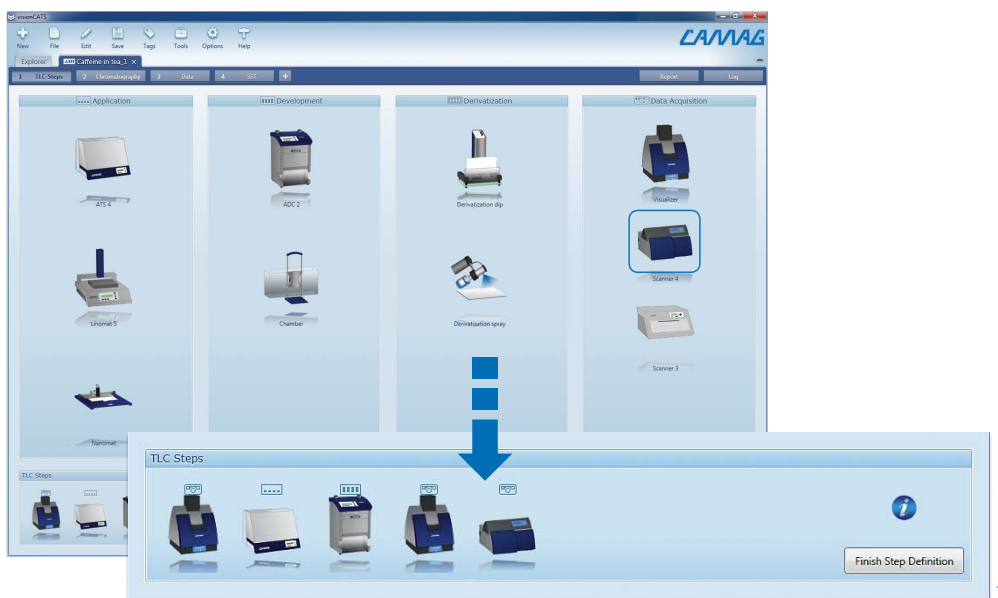 visionCATS
New File Edit Save Tags Tools Options Help
CAMAG
Explorer Caffeine in tea_1 ×
1 TLC-Steps 2 Chromatography 3 Data 4 SST + Report Log
Application Development Derivatization Data Acquisition
ATS 4 ADC 2 Derivatization dip Visualizer
Scanner 4
Linomat 5 Chamber Derivatization spray
Scanner 3
Nanomat
TLC Steps
TLC Steps
Finish Step Definition